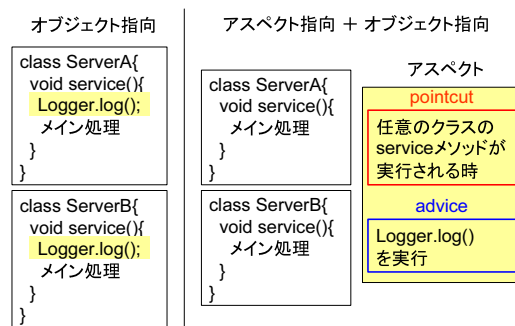 オブジェクト指向
class ServerA{
void service(){
Logger.log();
メイン処理
}
}
class ServerB{
void service(){
Logger.log();
メイン処理
}
}
アスペクト指向 + オブジェクト指向
class ServerA{
void service(){
メイン処理
}
}
class ServerB{
void service(){
メイン処理
}
}
アスペクト
pointcut
任意のクラスの
serviceメソッドが
実行される時
advice
Logger.log()
を実行